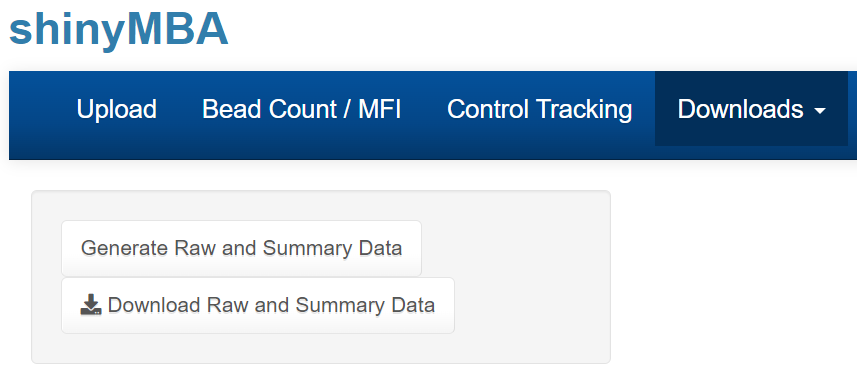 shinyMBA
Upload Bead Count / MFI Control Tracking Downloads
Generate Raw and Summary Data
Download Raw and Summary Data